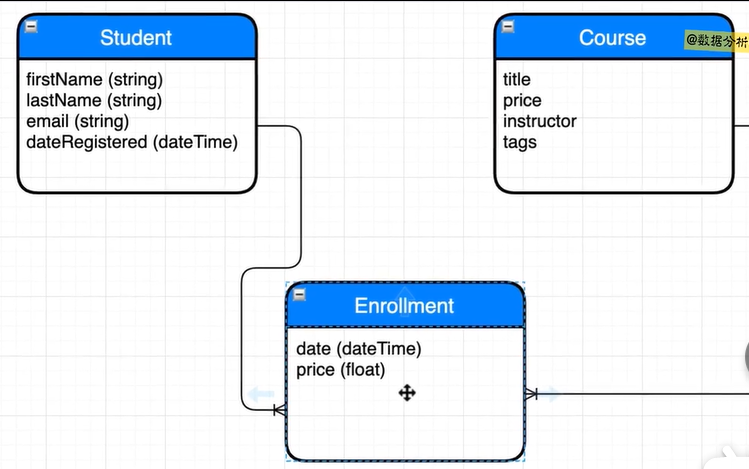 Student
firstName (string)
lastName (string)
email (string)
dateRegistered (dateTime)
Course
@数据分析
title
price
instructor
tags
Enrollment
date (dateTime)
price (float)